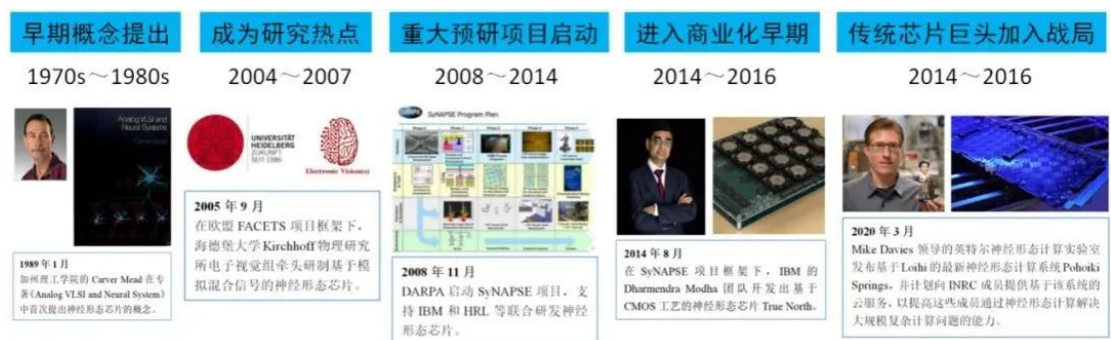 早期概念提出
1970s～1980s
Analog VLSI and
Neural Systems
Carver Mead
1989 年 1 月
加州理工学院的 Carver Mead 在专
著《Analog VLSI and Neural System》
中首次提出神经形态芯片的概念。
成为研究热点
2004～2007
UNIVERSITÄT
HEIDELBERG
ZUKUNFT
SEIT 1386
Electronic Vision(s)
2005 年 9 月
在欧盟 FACETS 项目框架下，
海德堡大学 Kirchhoff 物理研究
所电子视觉组牵头研制基于模
拟混合信号的神经形态芯片。
重大预研项目启动
2008～2014
SyNAPSE Program Plan
2008 年 11 月
DARPA 启动 SyNAPSE 项目，支
持 IBM 和 HRL 等联合研发神经
形态芯片。
进入商业化早期
2014～2016
2014 年 8 月
在 SyNAPSE 项目框架下，IBM 的
Dharmendra Modha 团队开发出基于
CMOS 工艺的神经形态芯片 True North。
传统芯片巨头加入战局
2014～2016
2020 年 3 月
Mike Davies 领导的英特尔神经形态计算实验室
发布基于 Loihi 的最新神经形态计算系统 Pohoiki
Springs，并计划向 INRC 成员提供基于该系统的
云服务，以提高这些成员通过神经形态计算解决
大规模复杂计算问题的能力。